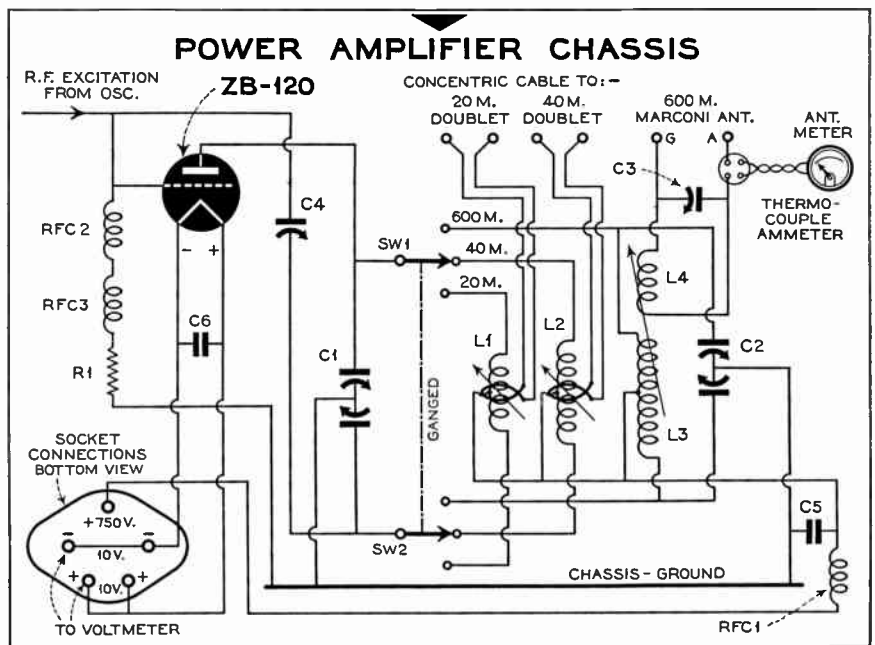 POWER AMPLIFIER CHASSIS
R.F. EXCITATION
FROM OSC.
ZB-120
CONCENTRIC CABLE TO:-
20 M.
DOUBLET
40 M.
DOUBLET
600 M.
MARCONI ANT.
G
A
ANT.
METER
C3
THERMO-
COUPLE
AMMETER
RFC2
C4
600 M.
SW1
40 M.
20 M.
L4
- +
RFC3
C6
C1
L1
L2
C2
R1
GANGED
L3
SOCKET
CONNECTIONS
BOTTOM VIEW
+750 V.
- -
10V.
+ +
10V.
SW2
C5
CHASSIS-GROUND
TO VOLTMETER
RFC1